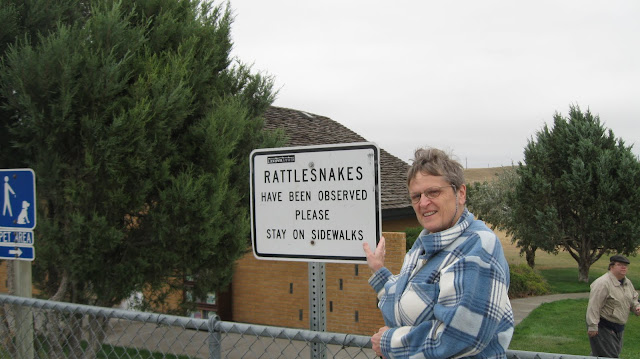 RATTLESNAKES
HAVE BEEN OBSERVED
PLEASE
STAY ON SIDEWALKS
PET AREA